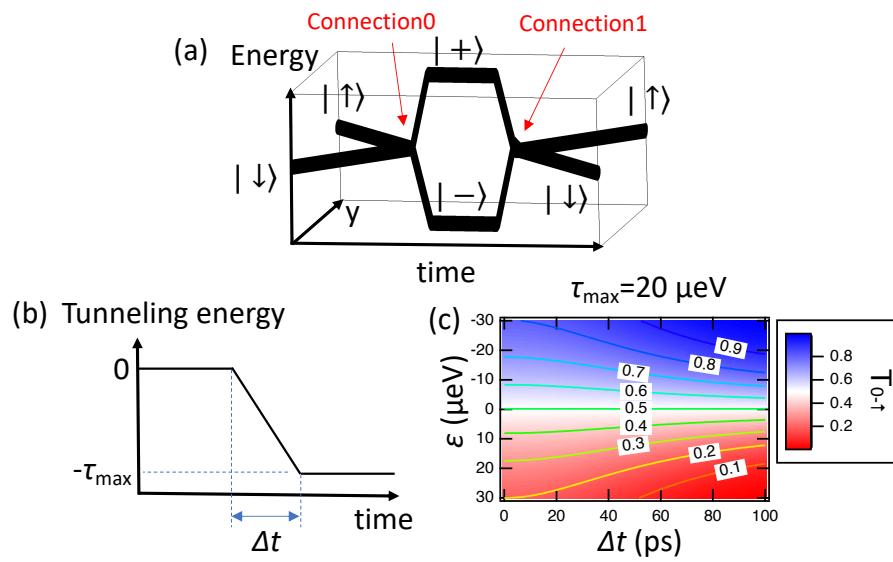 (a) Energy
Connection0
Connection1
| + ⟩
| ↑⟩
| ↑⟩
| ↓⟩
| − ⟩
| ↓⟩
y
time
(b) Tunneling energy
0
-τmax
time
Δt
τmax=20 μeV
(c)
-30
-20
-10
0
10
20
30
ε (μeV)
0.9
0.8
0.7
0.6
0.5
0.4
0.3
0.2
0.1
0 20 40 60 80 100
Δt (ps)
0.8
0.6
0.4
0.2
T0-↑